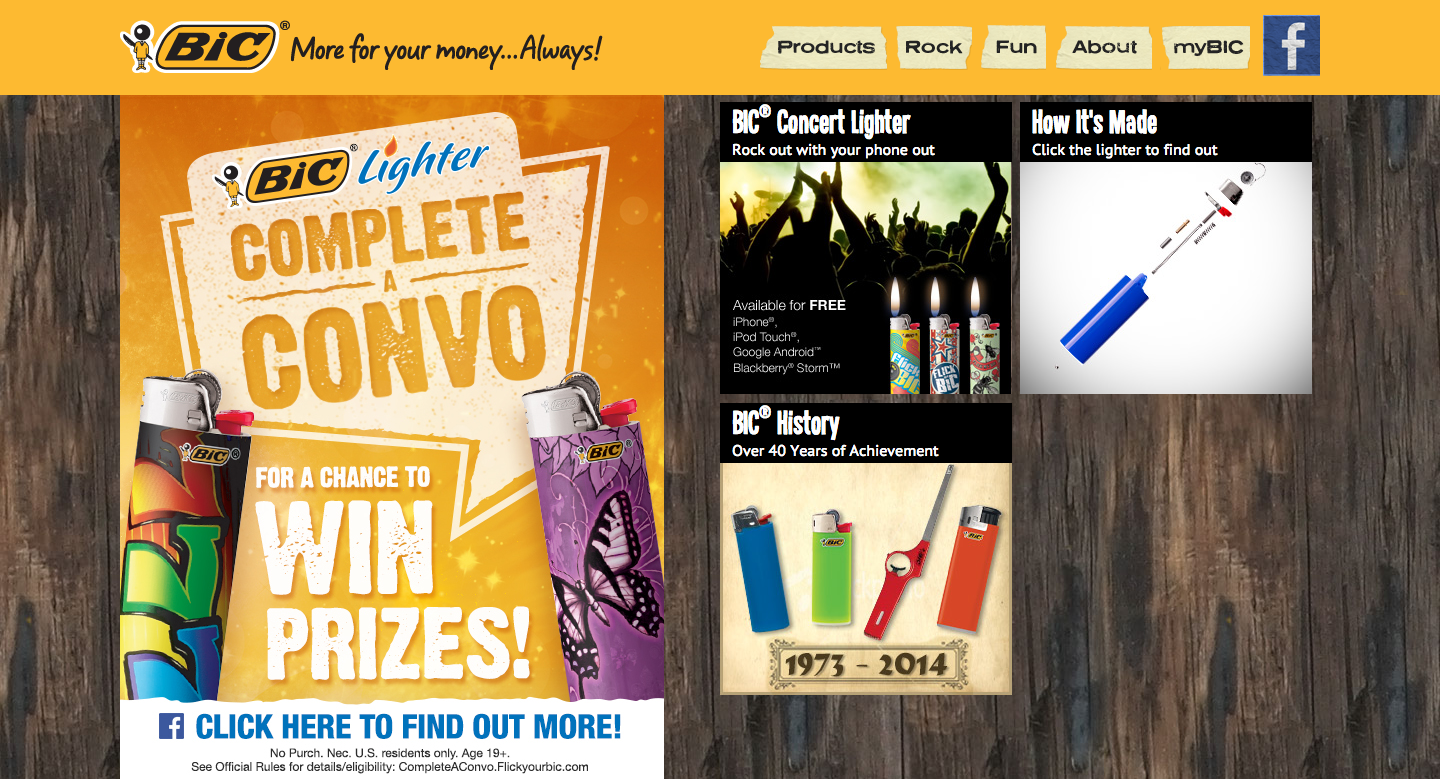 BiC® More for your money...Always!
Products
Rock
Fun
About
myBIC
f
BiC® Lighter
COMPLETE
A
CONVO
BiC®
BiC®
FOR A CHANCE TO
WIN
PRIZES!
f CLICK HERE TO FIND OUT MORE!
No Purch. Nec. U.S. residents only. Age 19+.
See Official Rules for details/eligibility: CompleteAConvo.Flickyourbic.com
BIC® Concert Lighter
Rock out with your phone out
Available for FREE
iPhone®,
iPod Touch®,
Google Android™
Blackberry® Storm™
FLICK
BiC
How It's Made
Click the lighter to find out
BIC® History
Over 40 Years of Achievement
BiC
BiC
1973 - 2014